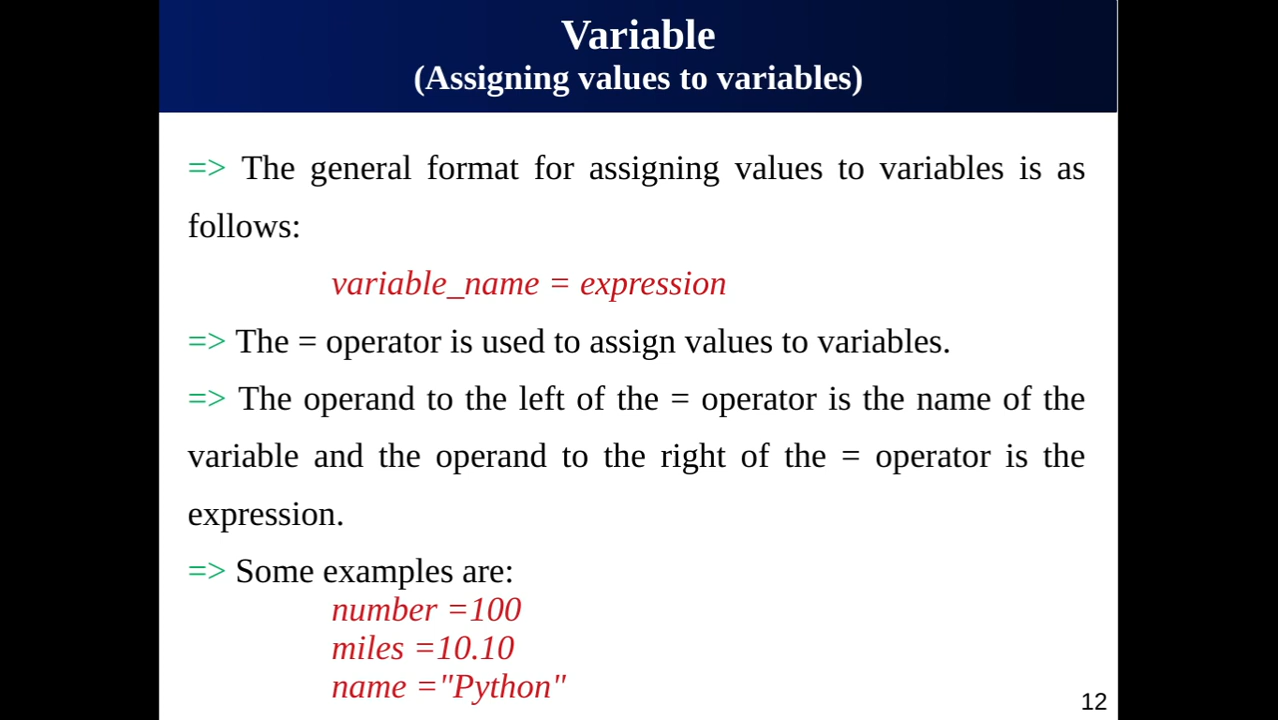 Variable
(Assigning values to variables)
=> The general format for assigning values to variables is as
follows:
variable_name = expression
=> The = operator is used to assign values to variables.
=> The operand to the left of the = operator is the name of the
variable and the operand to the right of the = operator is the
expression.
=> Some examples are:
number =100
miles =10.10
name ="Python"
12